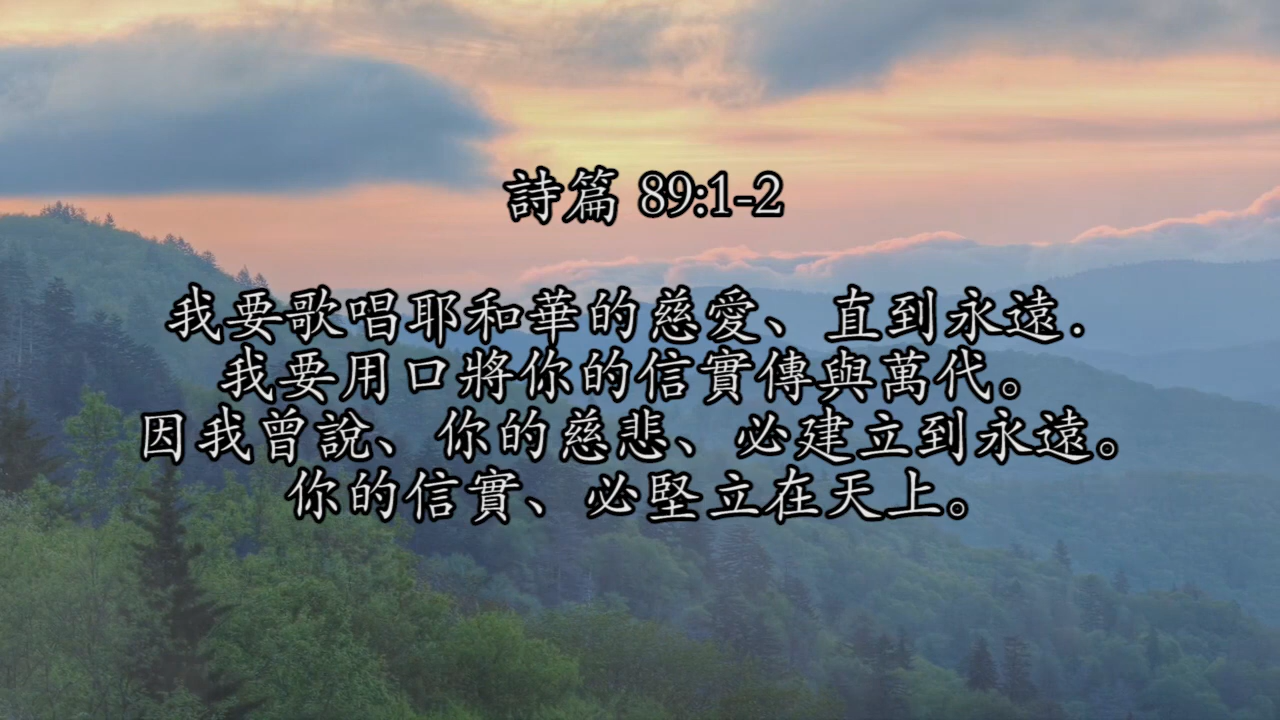 詩篇 89:1-2
我要歌唱耶和華的慈愛、直到永遠．
我要用口將你的信實傳與萬代。
因我曾說、你的慈悲、必建立到永遠。
你的信實、必堅立在天上。